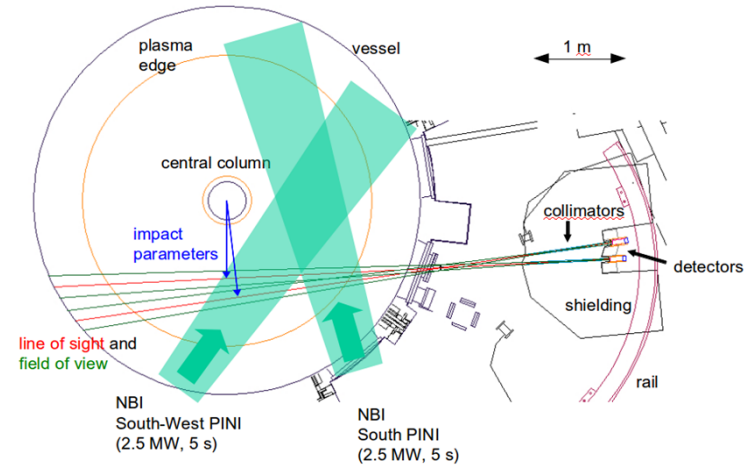 plasma
edge
vessel
1 m
central column
impact
parameters
collimators
detectors
shielding
line of sight and
field of view
rail
NBI
South-West PINI
(2.5 MW, 5 s)
NBI
South PINI
(2.5 MW, 5 s)